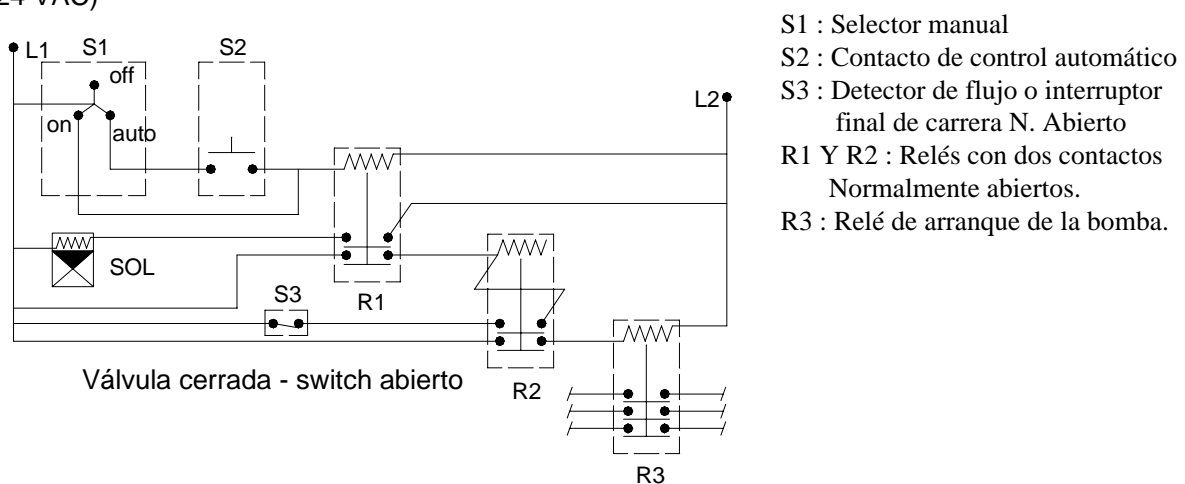 24 VAC)
L1 S1 S2
off
on auto
L2
SOL
S3 R1
Válvula cerrada - switch abierto
R2
R3
S1 : Selector manual
S2 : Contacto de control automático
S3 : Detector de flujo o interruptor
final de carrera N. Abierto
R1 Y R2 : Relés con dos contactos
Normalmente abiertos.
R3 : Relé de arranque de la bomba.